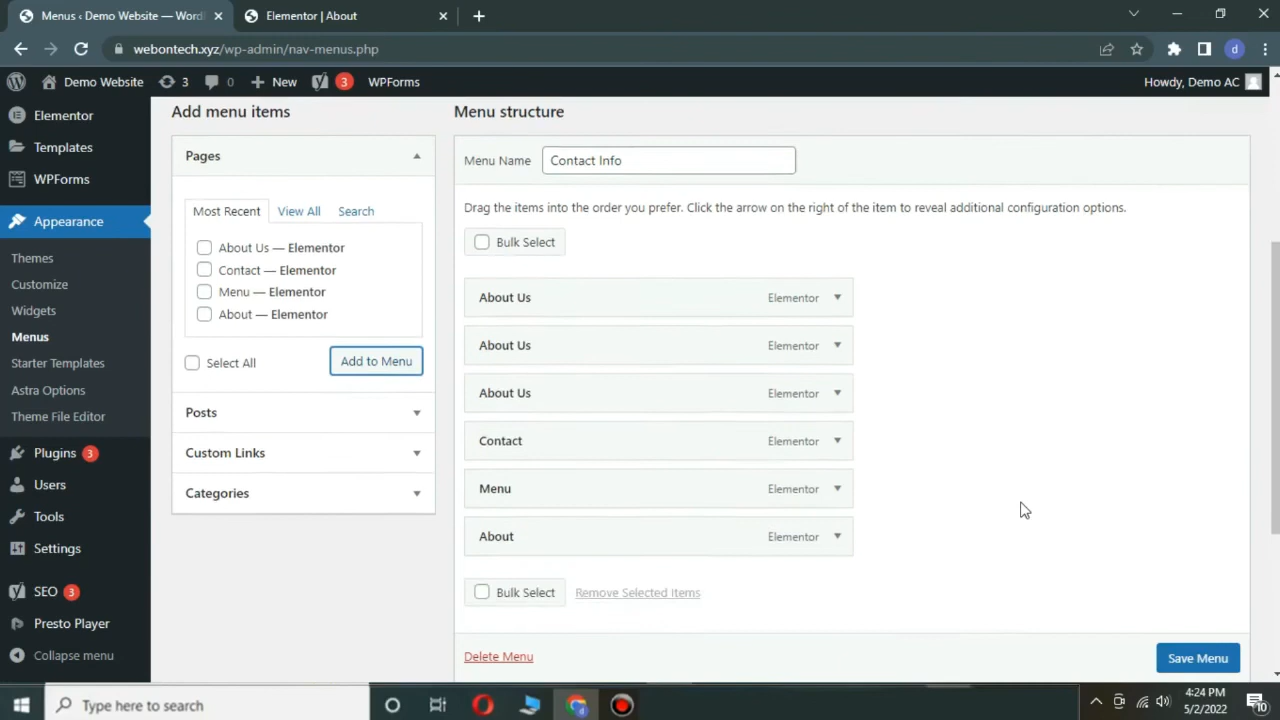 Menus ‹ Demo Website — Wordl
Elementor | About
webontech.xyz/wp-admin/nav-menus.php
d
Demo Website
3
0
New
3
WPForms
Howdy, Demo AC
Elementor
Templates
WPForms
Appearance
Themes
Customize
Widgets
Menus
Starter Templates
Astra Options
Theme File Editor
Plugins 3
Users
Tools
Settings
SEO 3
Presto Player
Collapse menu
Add menu items
Pages
Most Recent
View All
Search
About Us — Elementor
Contact — Elementor
Menu — Elementor
About — Elementor
Select All
Add to Menu
Posts
Custom Links
Categories
Menu structure
Menu Name
Contact Info
Drag the items into the order you prefer. Click the arrow on the right of the item to reveal additional configuration options.
Bulk Select
About Us Elementor
About Us Elementor
About Us Elementor
Contact Elementor
Menu Elementor
About Elementor
Bulk Select
Remove Selected Items
Delete Menu
Save Menu
Type here to search
4:24 PM
5/2/2022
10